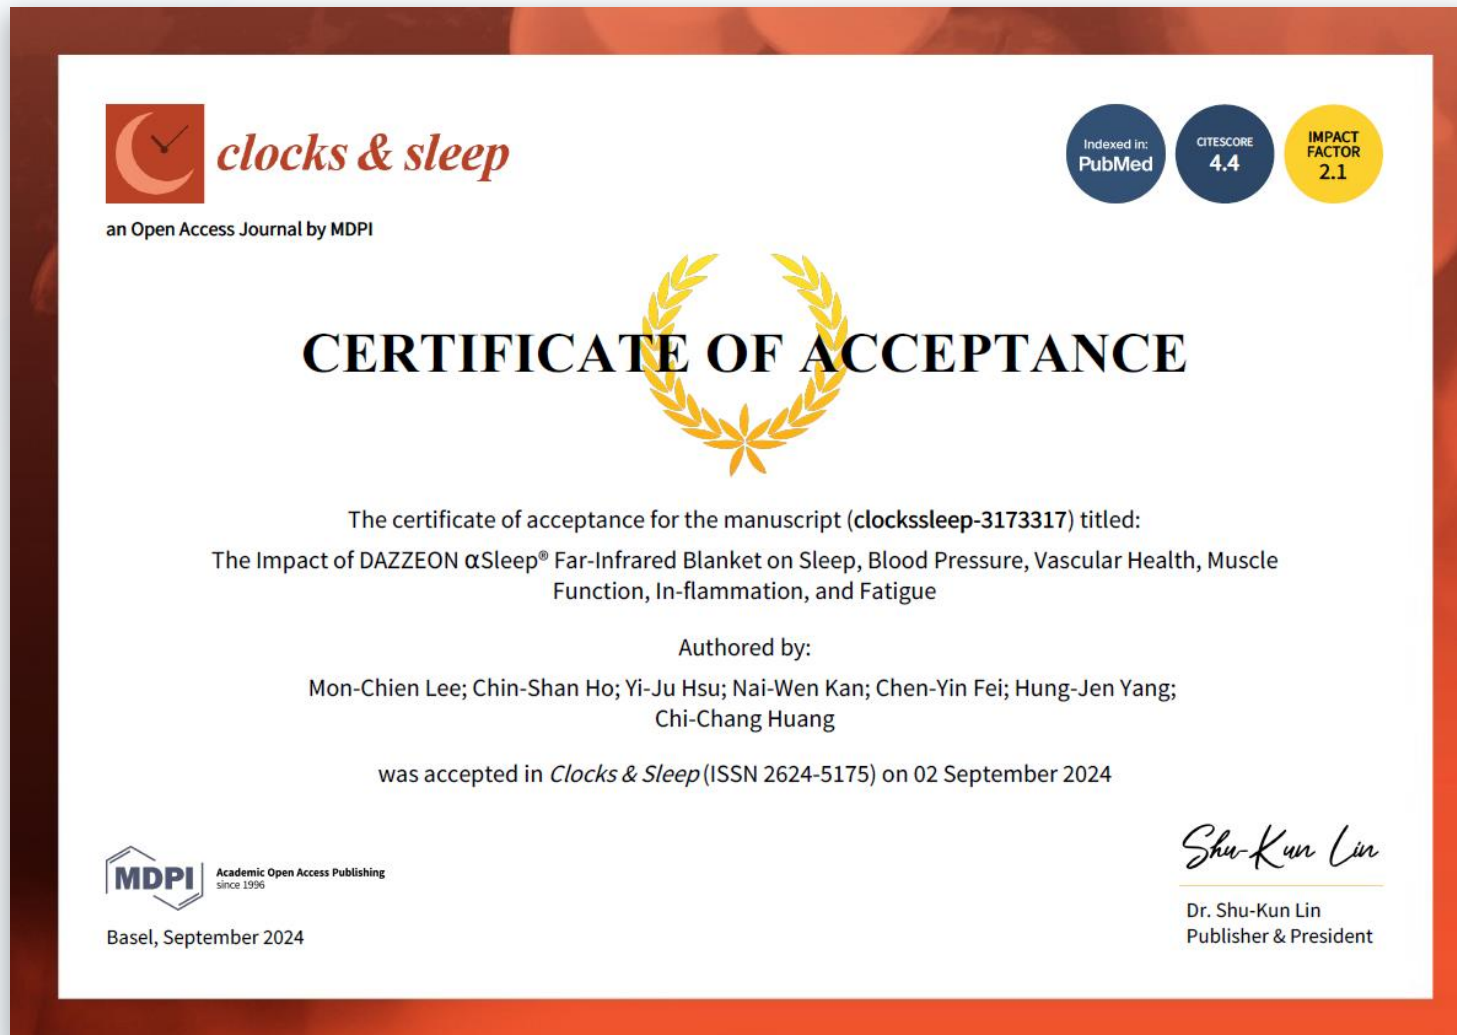 clocks & sleep
Indexed in:
PubMed
CITESCORE
4.4
IMPACT
FACTOR
2.1
an Open Access Journal by MDPI
CERTIFICATE OF ACCEPTANCE
The certificate of acceptance for the manuscript (clockssleep-3173317) titled:
The Impact of DAZZEON αSleep® Far-Infrared Blanket on Sleep, Blood Pressure, Vascular Health, Muscle
Function, In-flammation, and Fatigue
Authored by:
Mon-Chien Lee; Chin-Shan Ho; Yi-Ju Hsu; Nai-Wen Kan; Chen-Yin Fei; Hung-Jen Yang;
Chi-Chang Huang
was accepted in Clocks & Sleep (ISSN 2624-5175) on 02 September 2024
MDPI
Academic Open Access Publishing
since 1996
Basel, September 2024
Shu-Kun Lin
Dr. Shu-Kun Lin
Publisher & President